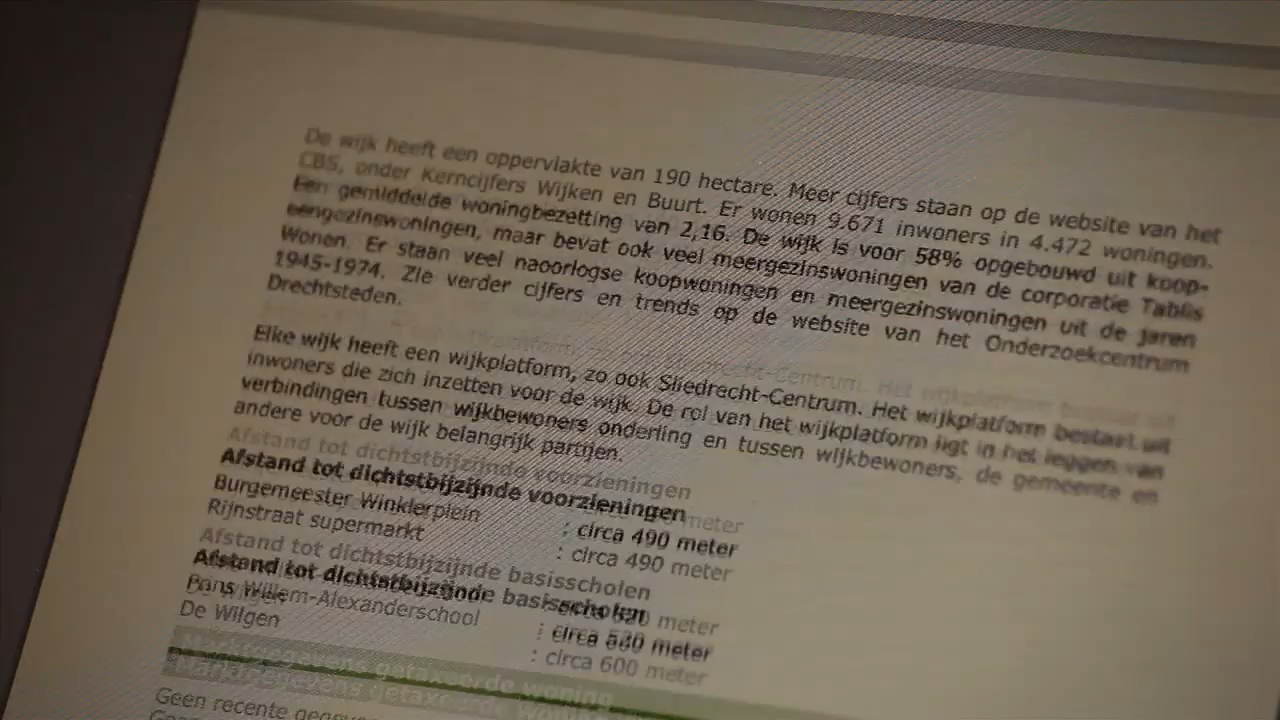 De wijk heeft een oppervlakte van 190 hectare. Meer cijfers staan op de website van het
CBS, onder Kerncijfers Wijken en Buurt. Er wonen 9.671 inwoners in 4.472 woningen.
Een gemiddelde woningbezetting van 2,16. De wijk is voor 58% opgebouwd uit koop-
eengezinswoningen, maar bevat ook veel meergezinswoningen van de corporatie Tablis
Wonen. Er staan veel naoorlogse koopwoningen en meergezinswoningen uit de jaren
1945-1974. Zie verder cijfers en trends op de website van het Onderzoekcentrum
Drechtsteden.
Elke wijk heeft een wijkplatform, zo ook Sliedrecht-Centrum. Het wijkplatform bestaat uit
inwoners die zich inzetten voor de wijk. De rol van het wijkplatform ligt in het leggen van
verbindingen tussen wijkbewoners onderling en tussen wijkbewoners, de gemeente en
andere voor de wijk belangrijk partijen.
Afstand tot dichtstbijzijnde voorzieningen
Burgemeester Winklerplein : circa 490 meter
Rijnstraat supermarkt : circa 490 meter
Afstand tot dichtstbijzijnde basisscholen
Willem-Alexanderschool : circa meter
De Wilgen : circa 600 meter
Marktgegevens getaxeerde woning
Geen recente